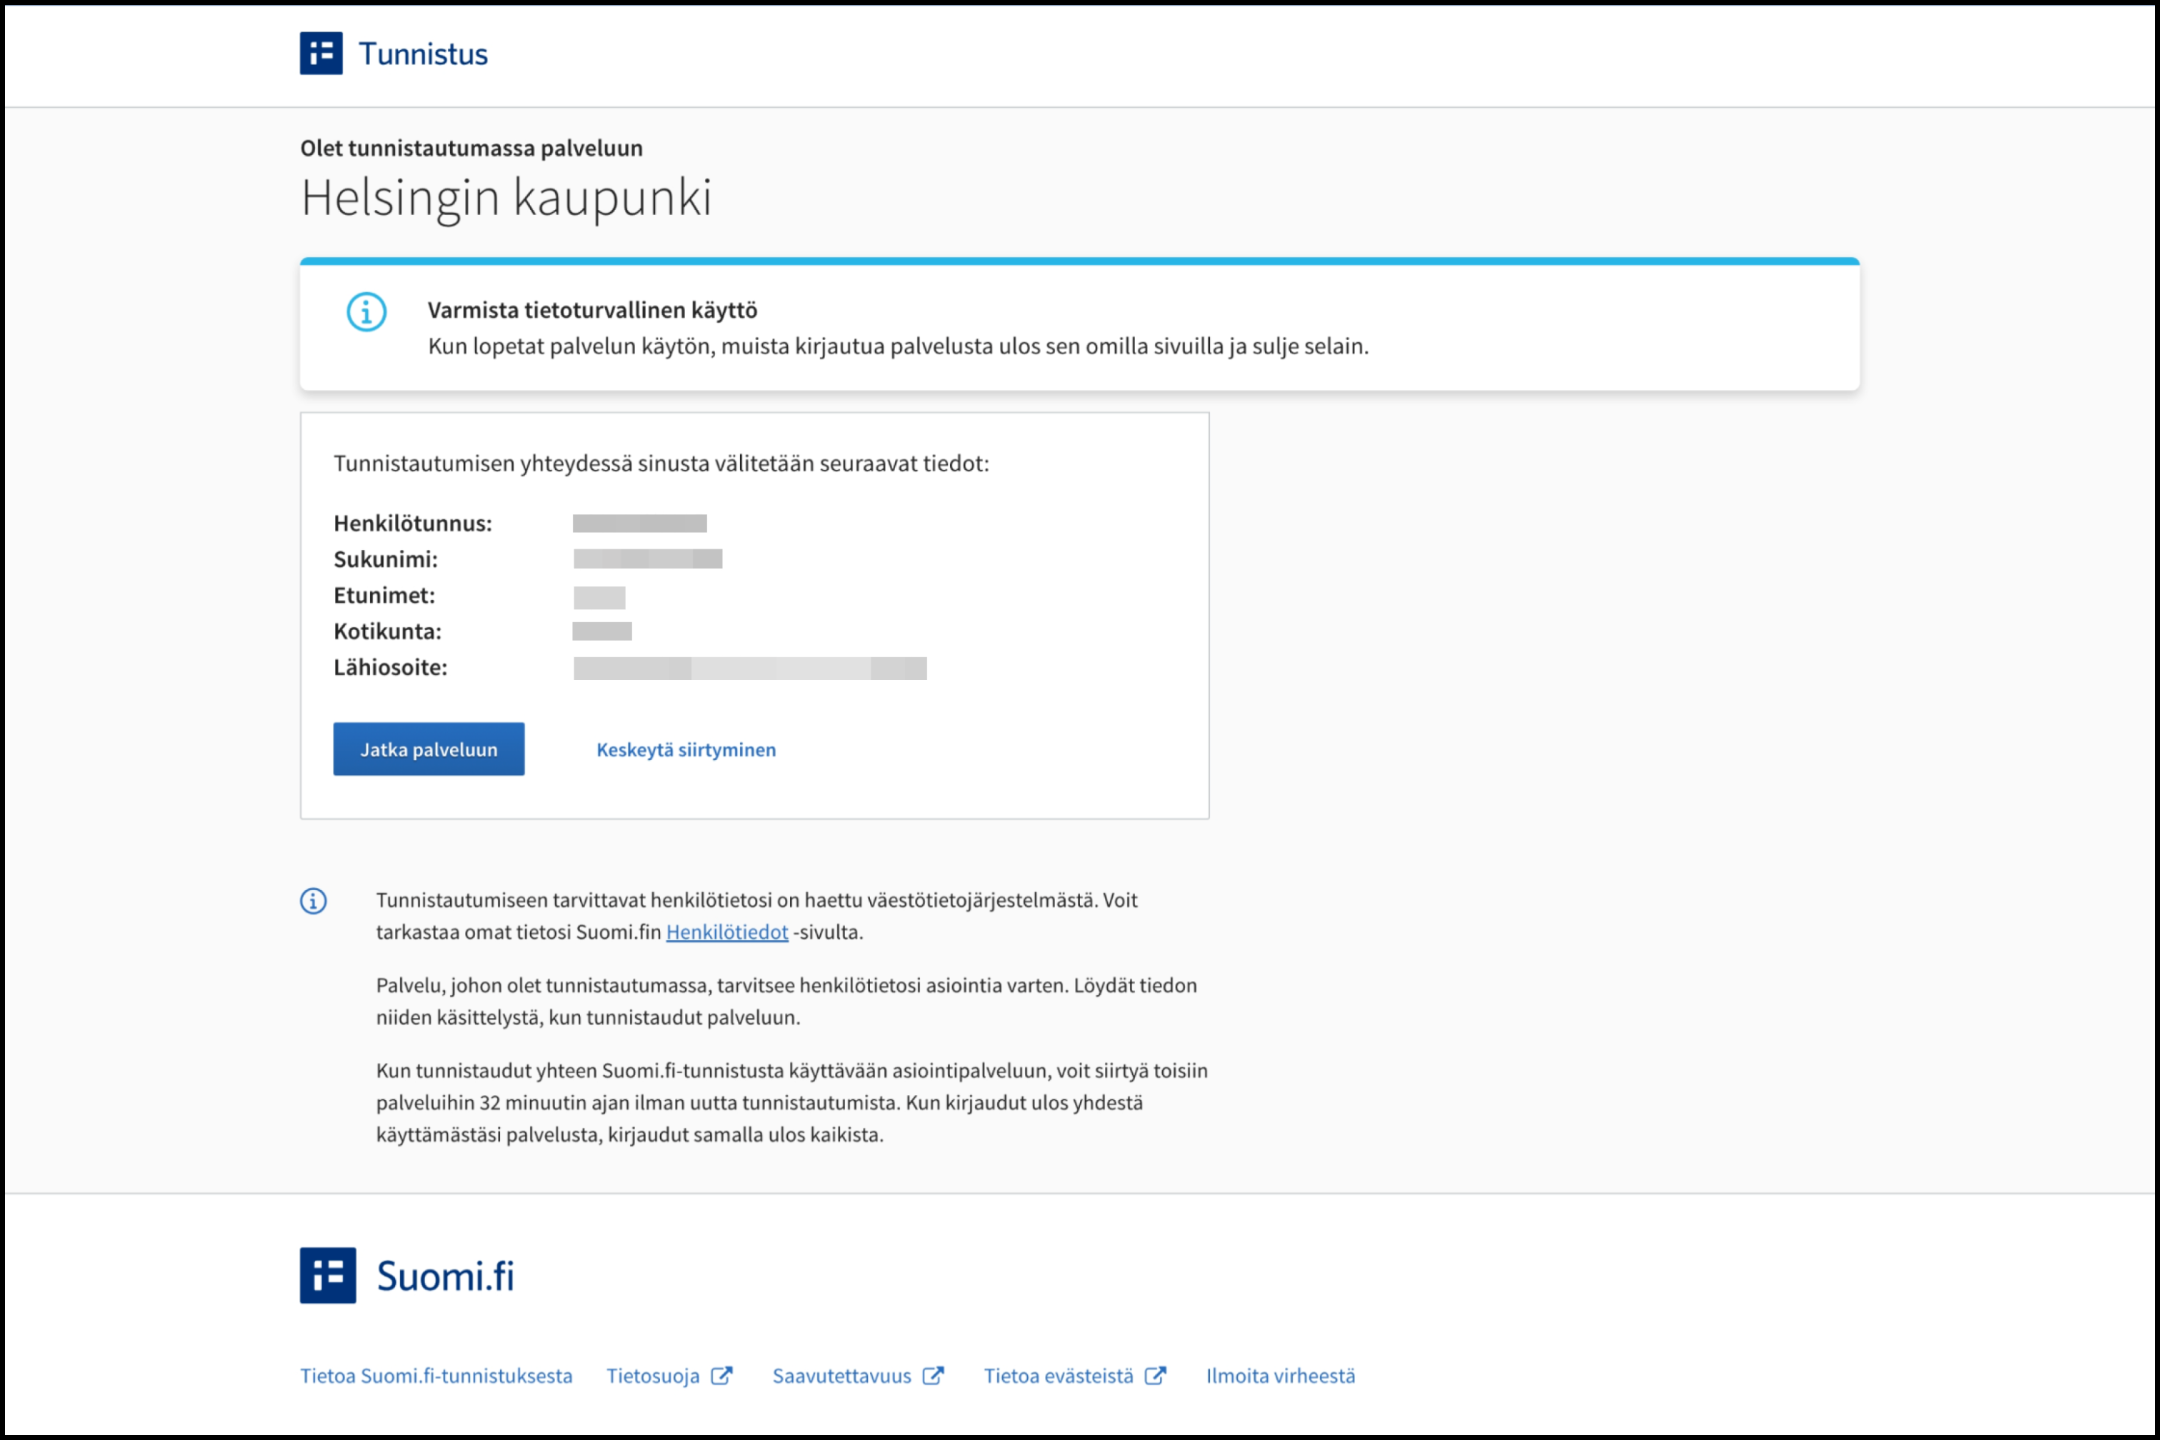 Tunnistus
Olet tunnistautumassa palveluun
Helsingin kaupunki
Varmista tietoturvallinen käyttö
Kun lopetat palvelun käytön, muista kirjautua palvelusta ulos sen omilla sivuilla ja sulje selain.
Tunnistautumisen yhteydessä sinusta välitetään seuraavat tiedot:
Henkilötunnus:
Sukunimi:
Etunimet:
Kotikunta:
Lähiosoite:
Jatka palveluun Keskeytä siirtyminen
Tunnistautumiseen tarvittavat henkilötietosi on haettu väestötietojärjestelmästä. Voit
tarkastaa omat tietosi Suomi.fin Henkilötiedot -sivulta.
Palvelu, johon olet tunnistautumassa, tarvitsee henkilötietosi asiointia varten. Löydät tiedon
niiden käsittelystä, kun tunnistaudut palveluun.
Kun tunnistaudut yhteen Suomi.fi-tunnistusta käyttävään asiointipalveluun, voit siirtyä toisiin
palveluihin 32 minuutin ajan ilman uutta tunnistautumista. Kun kirjaudut ulos yhdestä
käyttämästäsi palvelusta, kirjaudut samalla ulos kaikista.
Suomi.fi
Tietoa Suomi.fi-tunnistuksesta Tietosuoja Saavutettavuus Tietoa evästeistä Ilmoita virheestä